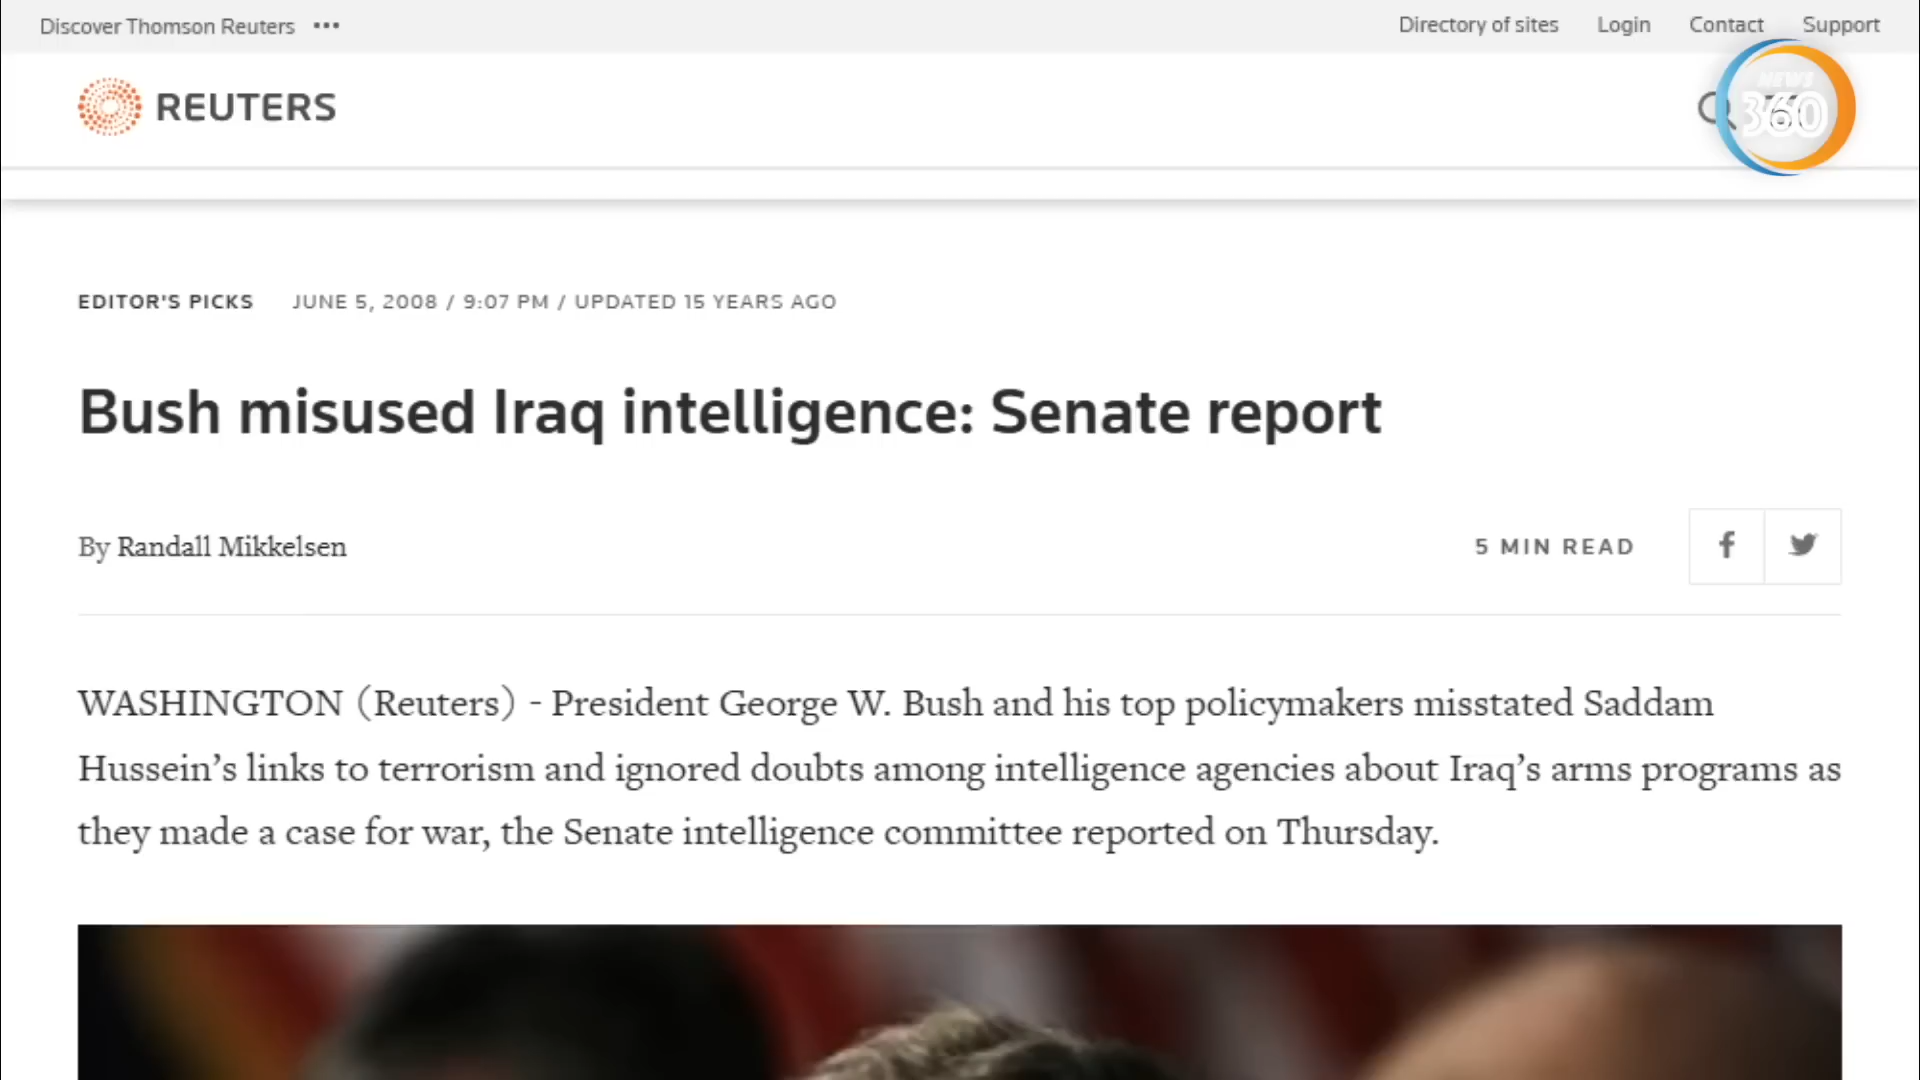 Discover Thomson Reuters •••
Directory of sites Login Contact Support
REUTERS
NEWS
360
EDITOR'S PICKS JUNE 5, 2008 / 9:07 PM / UPDATED 15 YEARS AGO
Bush misused Iraq intelligence: Senate report
By Randall Mikkelsen
5 MIN READ
WASHINGTON (Reuters) - President George W. Bush and his top policymakers misstated Saddam
Hussein’s links to terrorism and ignored doubts among intelligence agencies about Iraq’s arms programs as
they made a case for war, the Senate intelligence committee reported on Thursday.